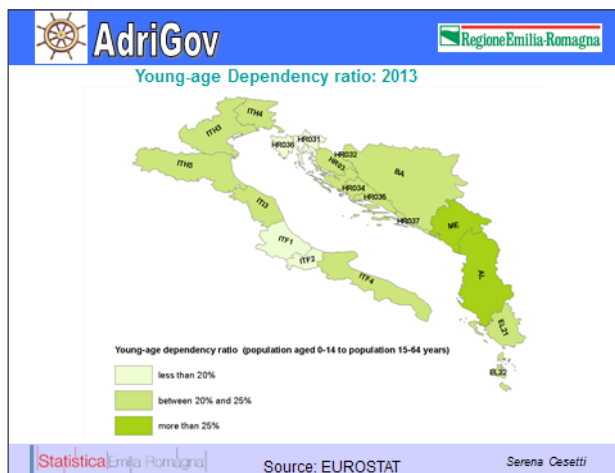 AdriGov
RegioneEmilia-Romagna
Young-age Dependency ratio: 2013
ITH4
ITH3
HR036
HR031
ITH5
HR032
HR03
BA
HR034
HR035
ITI3
HR037
ME
ITF1
ITF2
AL
ITF4
EL21
EL22
Young-age dependency ratio (population aged 0-14 to population 15-64 years)
less than 20%
between 20% and 25%
more than 25%
Statistica Emilia-Romagna
Source: EUROSTAT
Serena Cesetti